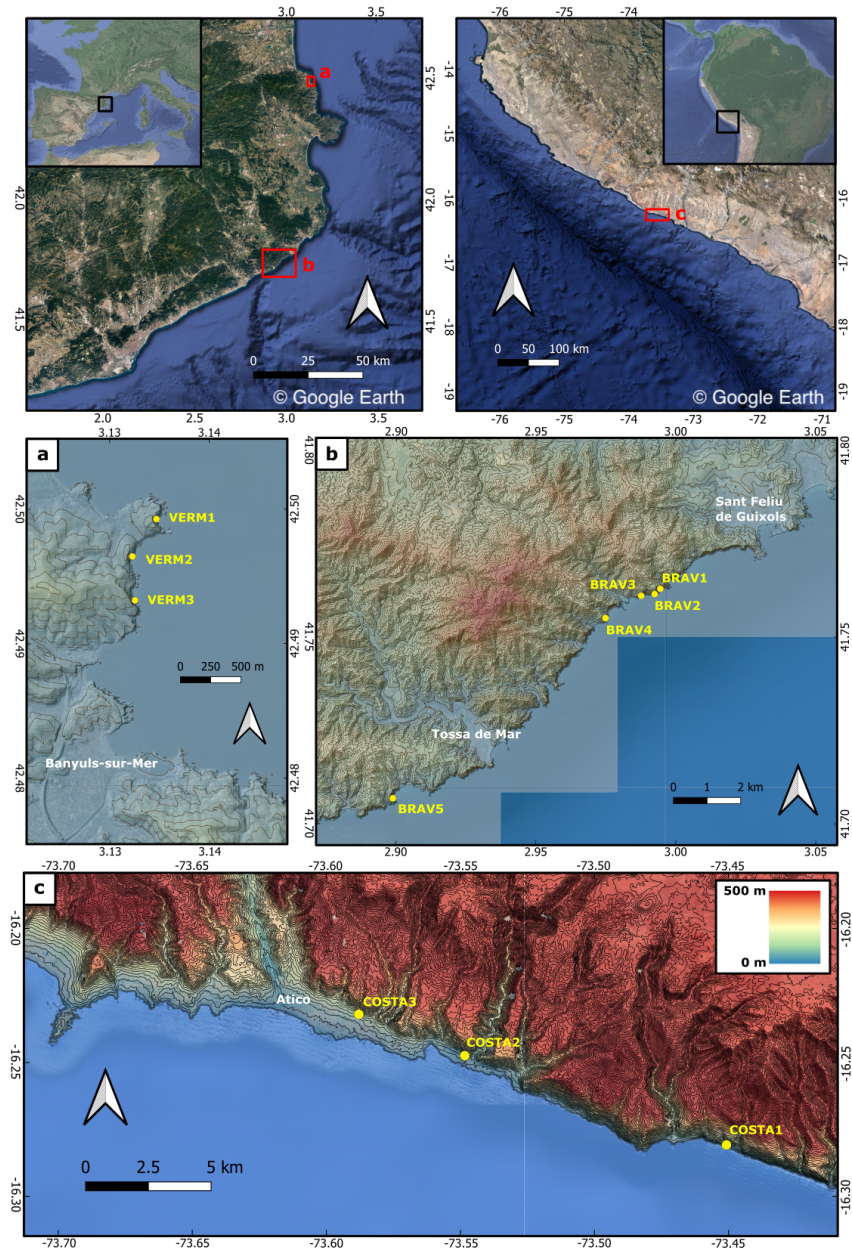 3.0
3.5
a
42.5
42.0
42.0
b
41.5
41.5
0 25 50 km
© Google Earth
2.0 2.5 3.0 3.5
-76 -75 -74
-14
-15
-16
-16
c
-17
-17
-18
-18
-19
-19
0 50 100 km
© Google Earth
-76 -75 -74 -73 -72 -71
3.13 3.14
a
42.50
42.50
VERM1
VERM2
VERM3
42.49
42.49
0 250 500 m
Banyuls-sur-Mer
42.48
42.48
3.13 3.14
2.90 2.95 3.00 3.05
b
41.80
41.80
Sant Feliu
de Guixols
BRAV3
BRAV1
BRAV2
BRAV4
41.75
41.75
Tossa de Mar
BRAV5
0 1 2 km
41.70
41.70
2.90 2.95 3.00 3.05
-73.70 -73.65 -73.60 -73.55 -73.50 -73.45
c
500 m
0 m
-16.20
-16.20
Atico
COSTA3
COSTA2
-16.25
-16.25
COSTA1
0 2.5 5 km
-16.30
-16.30
-73.70 -73.65 -73.60 -73.55 -73.50 -73.45